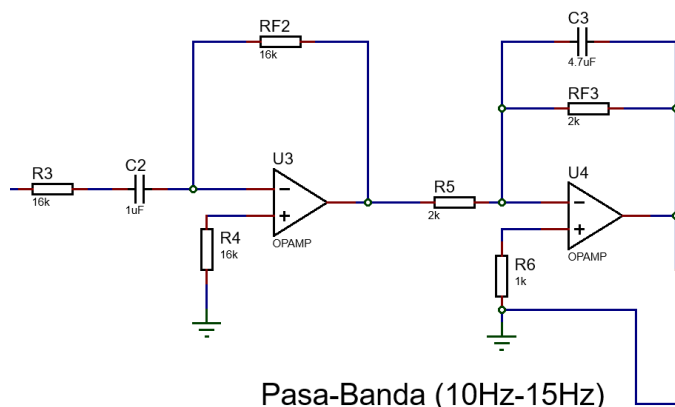 RF2
16k
C3
4.7uF
RF3
2k
R3
16k
C2
1uF
U3
OPAMP
R4
16k
R5
2k
U4
OPAMP
R6
1k
Pasa-Banda (10Hz-15Hz)